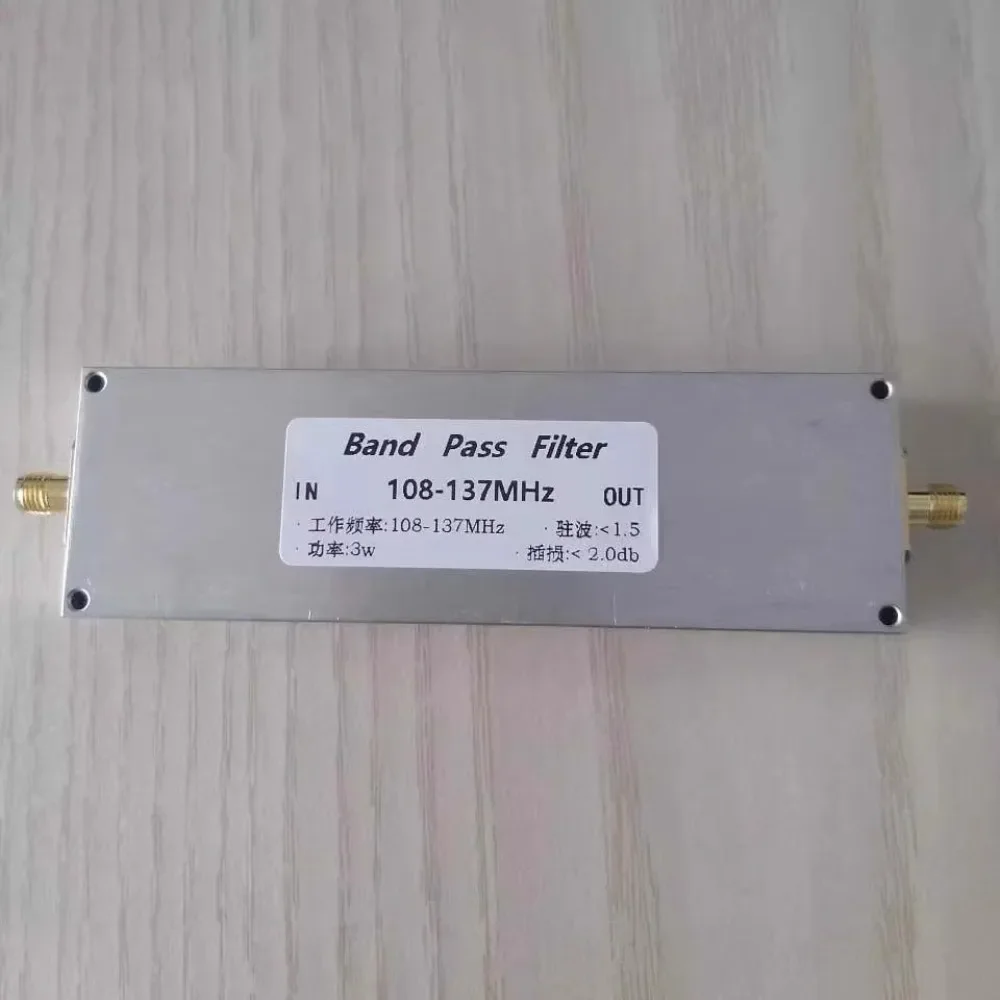 Band Pass Filter
IN 108-137MHz OUT
· 工作频率:108-137MHz · 驻波:<1.5
· 功率:3w · 插损:< 2.0db